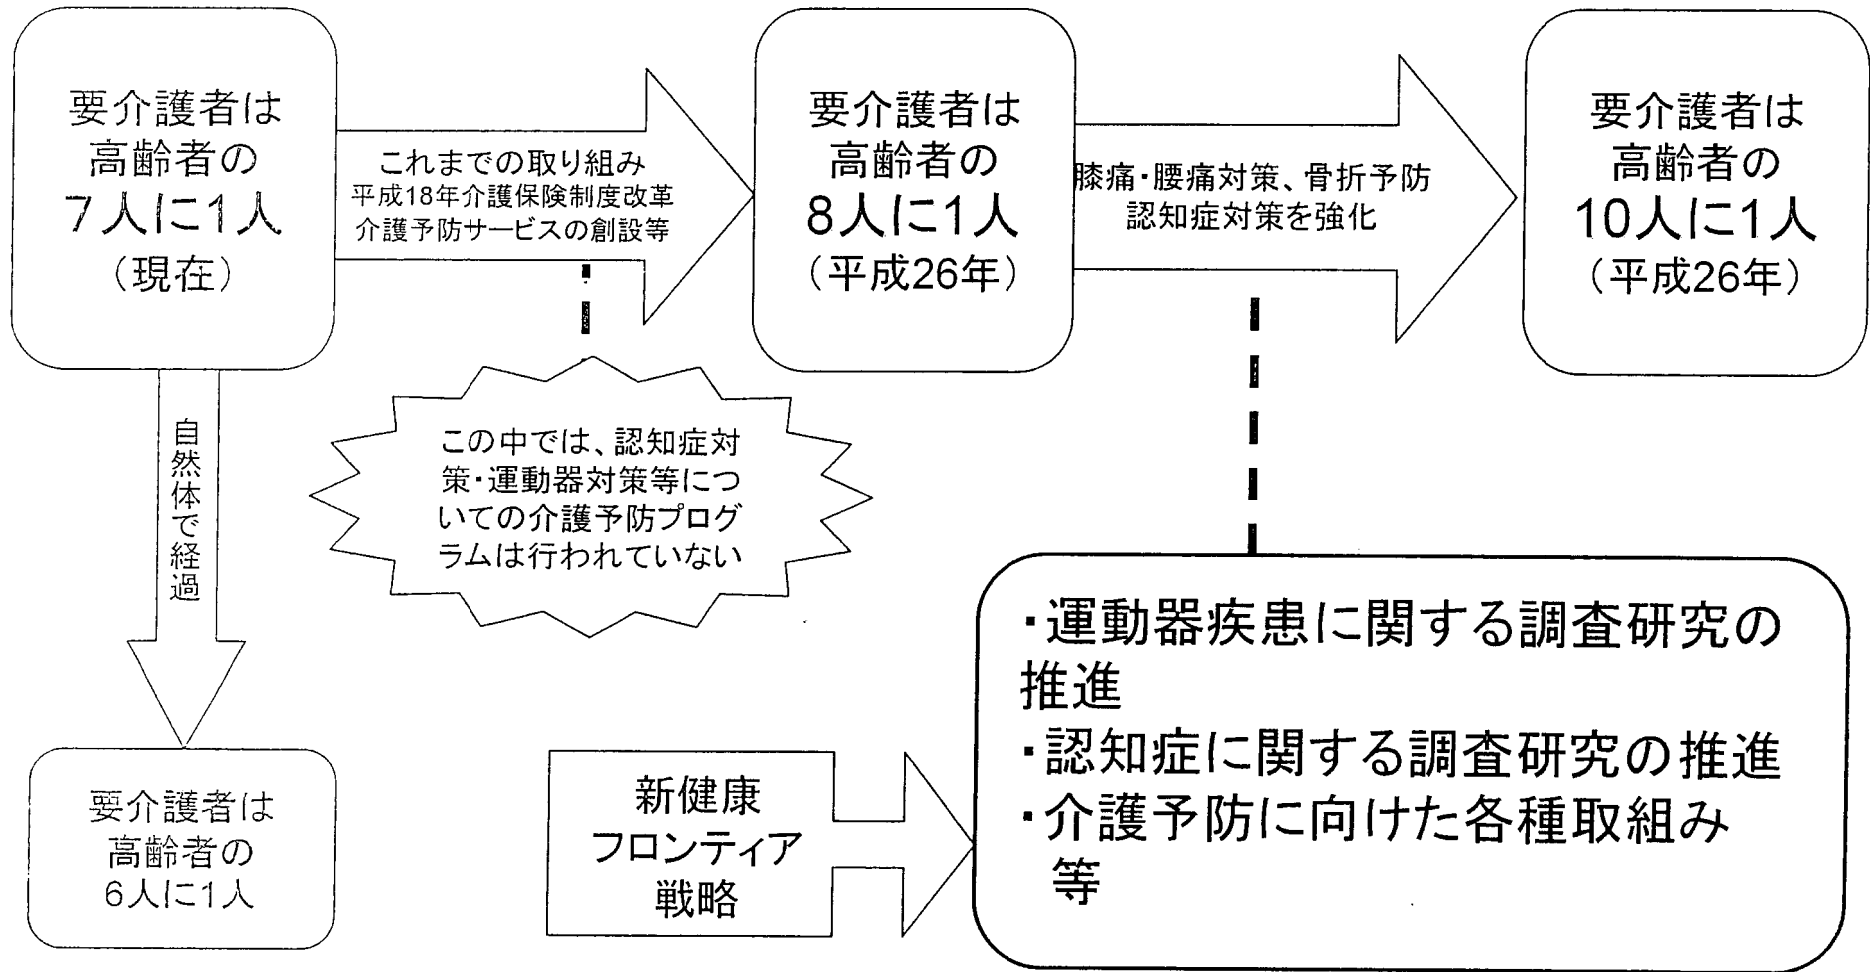 要介護者は
高齢者の
7人に1人
（現在）
これまでの取り組み
平成18年介護保険制度改革
介護予防サービスの創設等
要介護者は
高齢者の
8人に1人
（平成26年）
膝痛・腰痛対策、骨折予防
認知症対策を強化
要介護者は
高齢者の
10人に1人
（平成26年）
自然体で経過
この中では、認知症対
策・運動器対策等につ
いての介護予防プログ
ラムは行われていない
要介護者は
高齢者の
6人に1人
新健康
フロンティア
戦略
・運動器疾患に関する調査研究の
推進
・認知症に関する調査研究の推進
・介護予防に向けた各種取組み
等